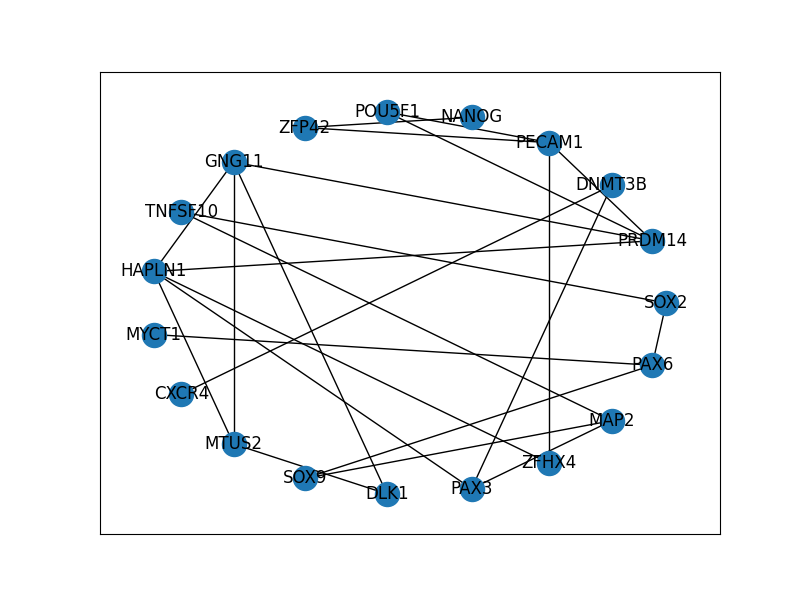 POU5F1
NANOG
ZFP42
PECAM1
GNG11
DNMT3B
TNFSF10
PRDM14
HAPLN1
SOX2
MYCT1
PAX6
CXCR4
MAP2
MTUS2
ZFHX4
SOX9
PAX3
DLK1